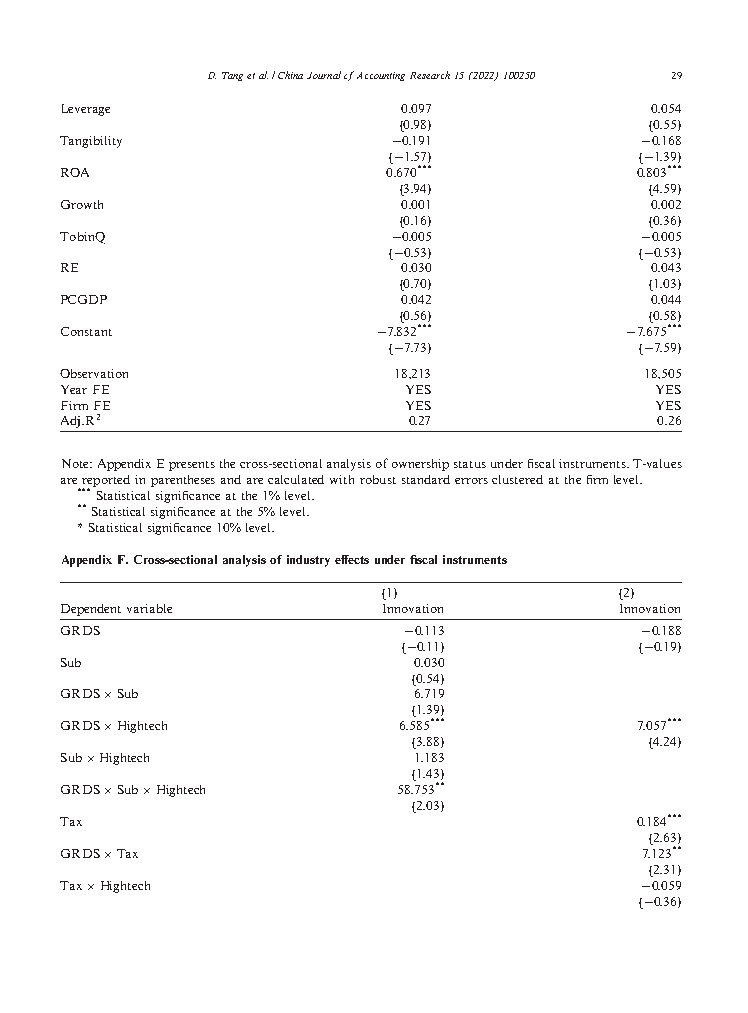 D. Tang et al. / China Journal of Accounting Research 15 (2022) 100250 29
Leverage 0.097 0.054
(0.98) (0.55)
Tangibility −0.191 −0.168
(−1.57) (−1.39)
ROA 0.670*** 0.803***
(3.94) (4.59)
Growth 0.001 0.002
(0.16) (0.36)
TobinQ −0.005 −0.005
(−0.53) (−0.53)
RE 0.030 0.043
(0.70) (1.03)
PCGDP 0.042 0.044
(0.56) (0.58)
Constant −7.832*** −7.675***
(−7.73) (−7.59)
Observation 18,213 18,505
Year FE YES YES
Firm FE YES YES
Adj.R² 0.27 0.26
Note: Appendix E presents the cross-sectional analysis of ownership status under fiscal instruments. T-values
are reported in parentheses and are calculated with robust standard errors clustered at the firm level.
*** Statistical significance at the 1% level.
** Statistical significance at the 5% level.
* Statistical significance 10% level.
Appendix F. Cross-sectional analysis of industry effects under fiscal instruments
(1) (2)
Dependent variable Innovation Innovation
GRDS −0.113 −0.188
(−0.11) (−0.19)
Sub 0.030
(0.54)
GRDS × Sub 6.719
(1.39)
GRDS × Hightech 6.585*** 7.057***
(3.88) (4.24)
Sub × Hightech 1.183
(1.43)
GRDS × Sub × Hightech 58.753**
(2.03)
Tax 0.184***
(2.63)
GRDS × Tax 7.123**
(2.31)
Tax × Hightech −0.059
(−0.36)